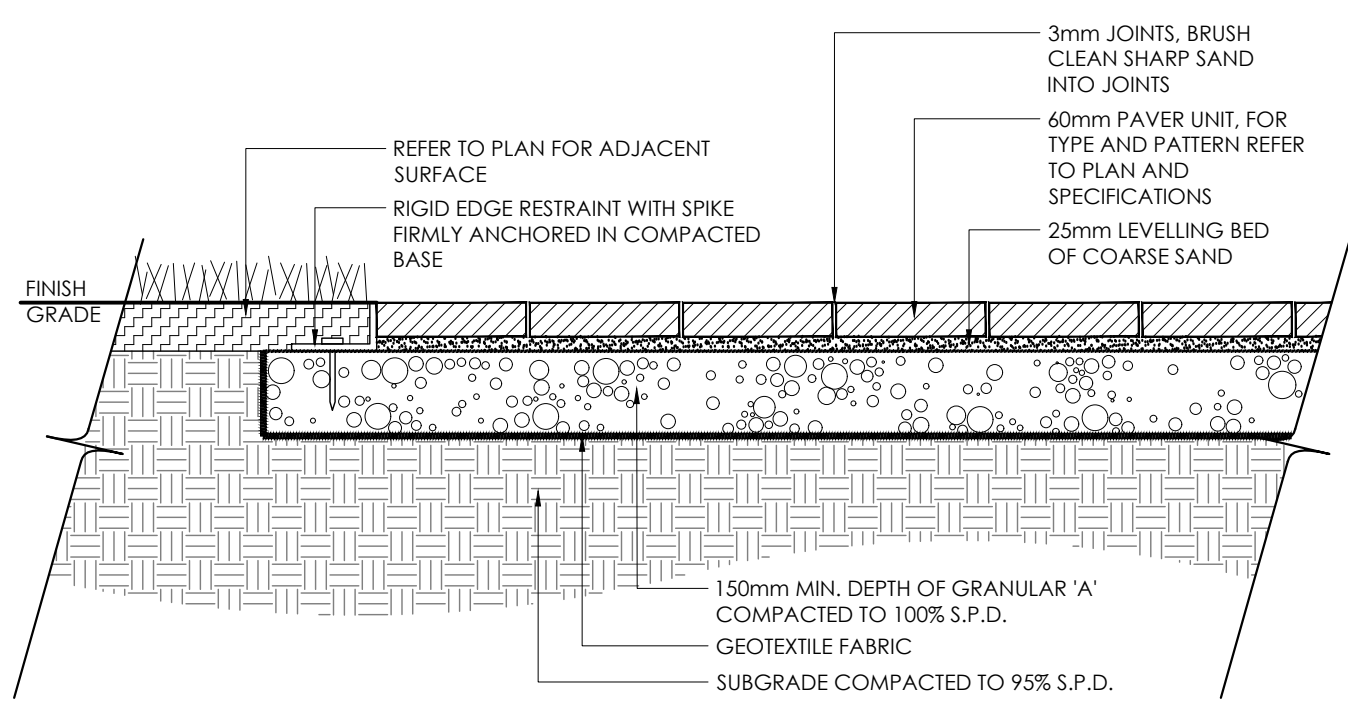 3mm JOINTS, BRUSH
CLEAN SHARP SAND
INTO JOINTS
60mm PAVER UNIT, FOR
TYPE AND PATTERN REFER
TO PLAN AND
SPECIFICATIONS
25mm LEVELLING BED
OF COARSE SAND
REFER TO PLAN FOR ADJACENT
SURFACE
RIGID EDGE RESTRAINT WITH SPIKE
FIRMLY ANCHORED IN COMPACTED
BASE
FINISH
GRADE
150mm MIN. DEPTH OF GRANULAR 'A'
COMPACTED TO 100% S.P.D.
GEOTEXTILE FABRIC
SUBGRADE COMPACTED TO 95% S.P.D.